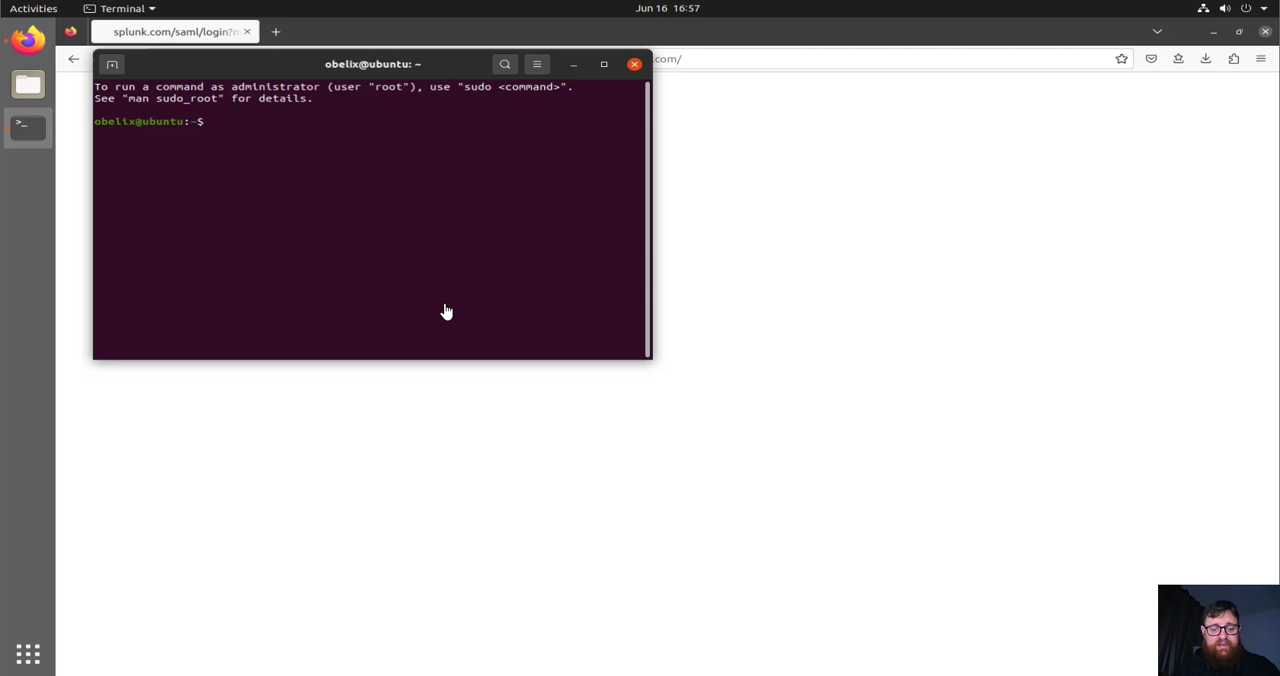 Activities
Terminal
Jun 16 16:57
splunk.com/saml/login?
com/
obelix@ubuntu: ~
To run a command as administrator (user "root"), use "sudo <command>".
See "man sudo_root" for details.
obelix@ubuntu:~$